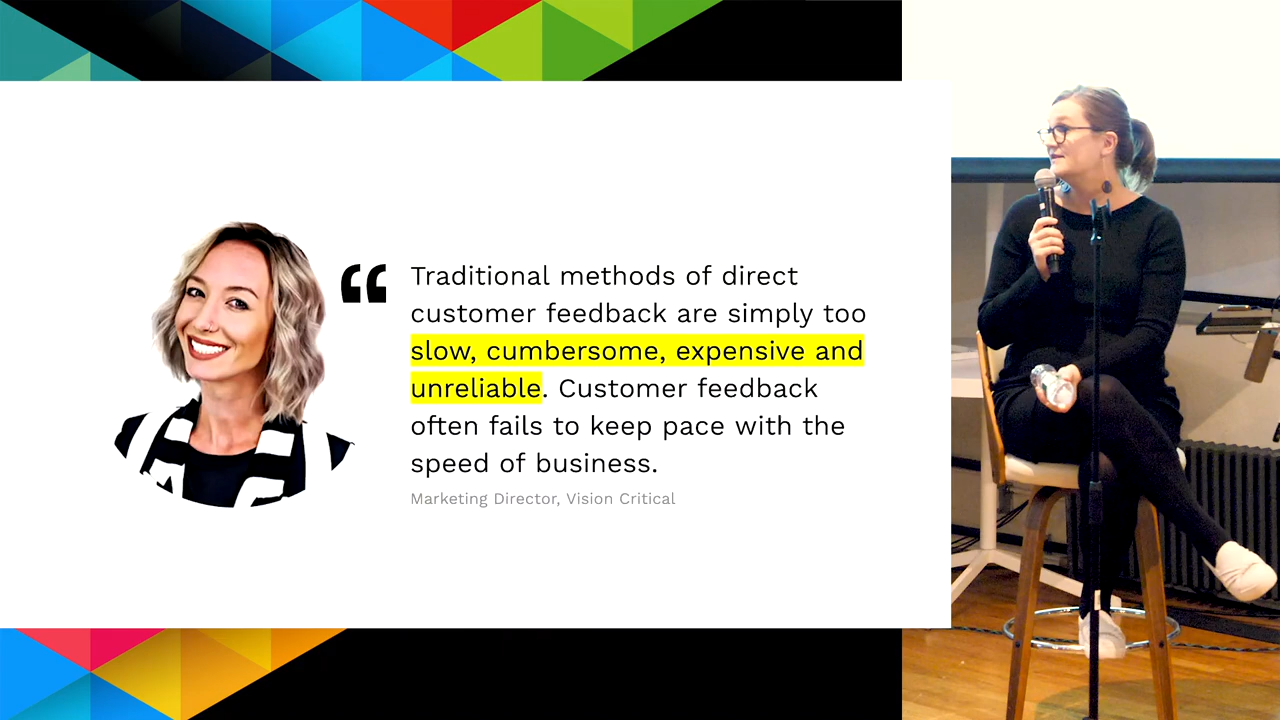 “
Traditional methods of direct
customer feedback are simply too
slow, cumbersome, expensive and
unreliable. Customer feedback
often fails to keep pace with the
speed of business.
Marketing Director, Vision Critical